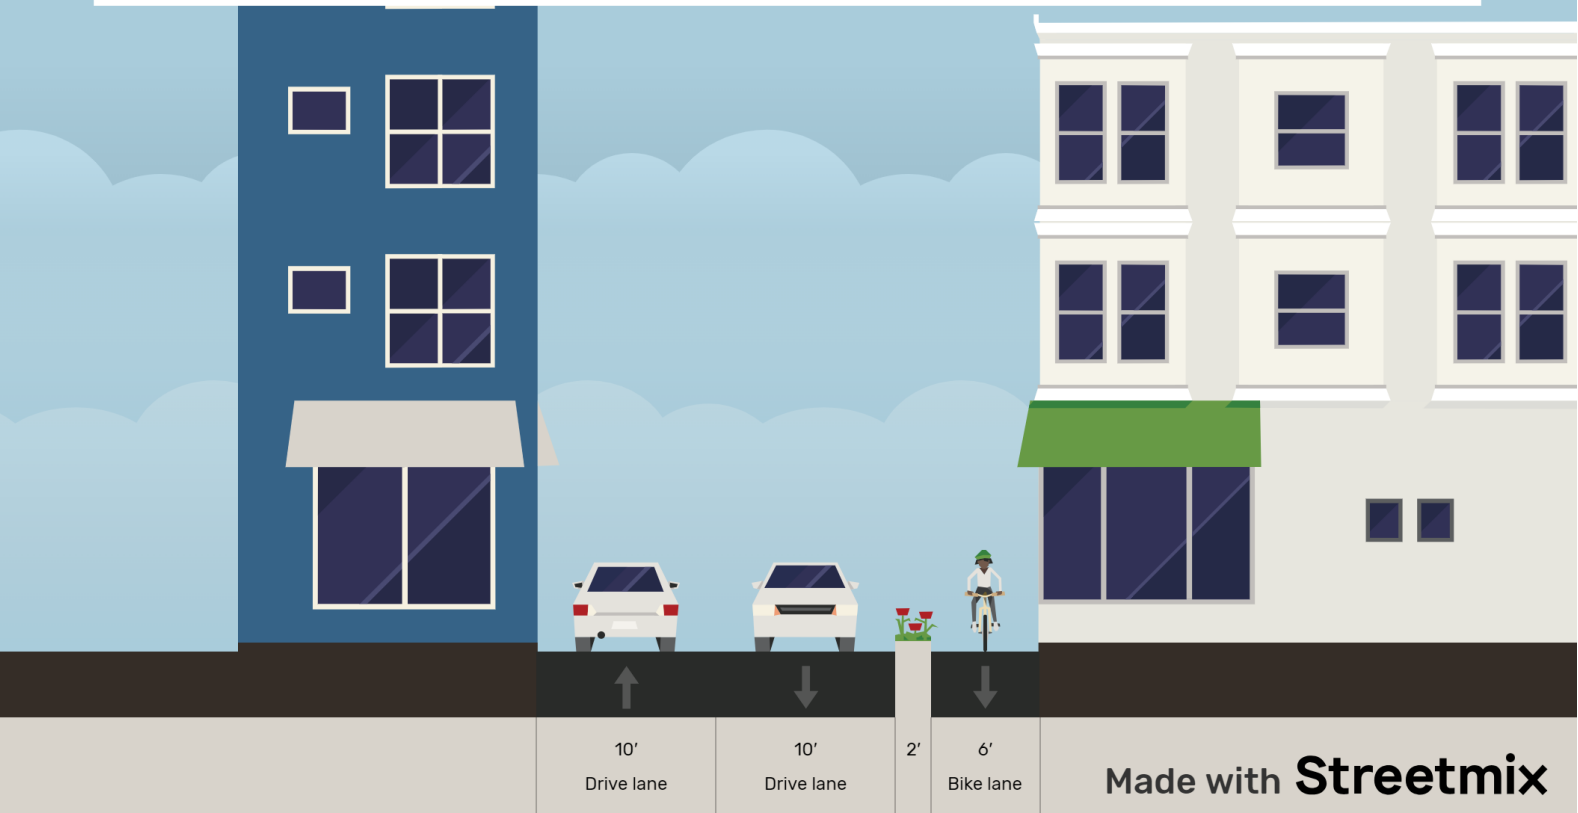 10′
Drive lane
10′
Drive lane
2′
6′
Bike lane
Made with Streetmix